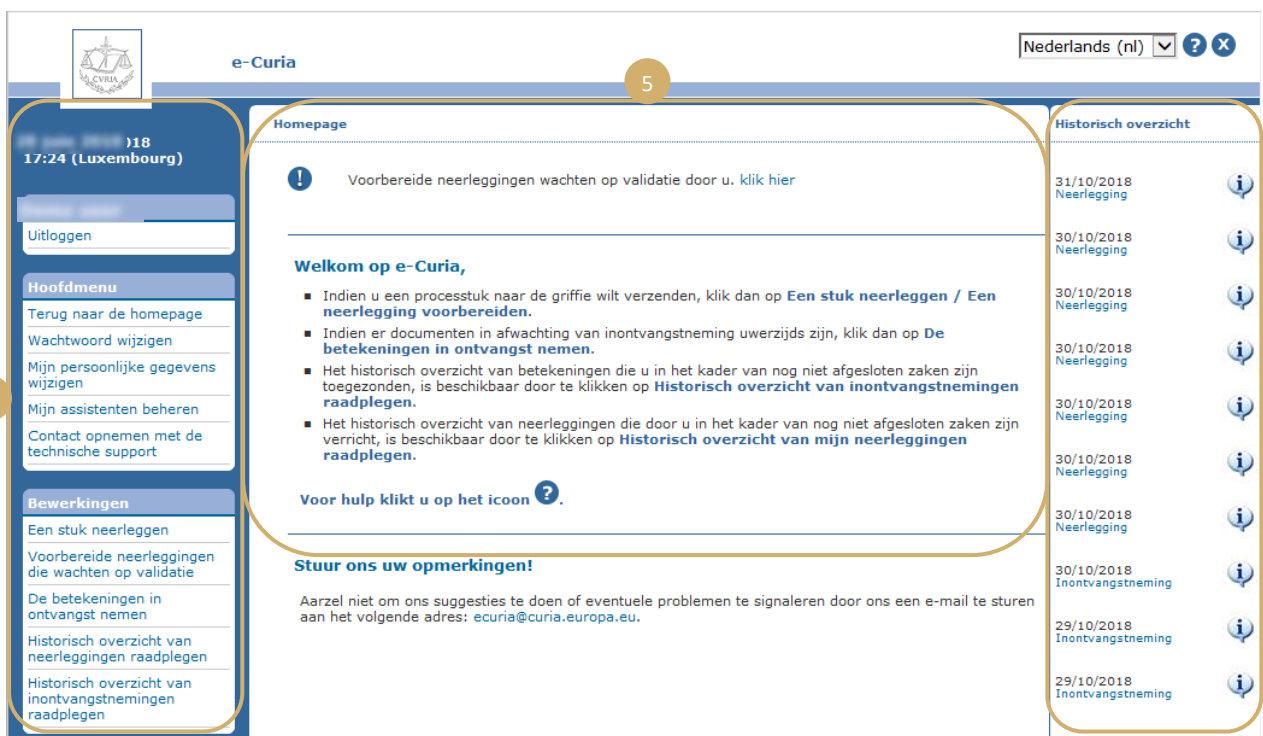 CVRIA
e-Curia
Nederlands (nl)
?
X
5
)18
17:24 (Luxembourg)
Uitloggen
Hoofdmenu
Terug naar de homepage
Wachtwoord wijzigen
Mijn persoonlijke gegevens
wijzigen
Mijn assistenten beheren
Contact opnemen met de
technische support
Bewerkingen
Een stuk neerleggen
Voorbereide neerleggingen
die wachten op validatie
De betekeningen in
ontvangst nemen
Historisch overzicht van
neerleggingen raadplegen
Historisch overzicht van
inontvangstnemingen
raadplegen
Homepage
! Voorbereide neerleggingen wachten op validatie door u. klik hier
Welkom op e-Curia,
▪ Indien u een processtuk naar de griffie wilt verzenden, klik dan op Een stuk neerleggen / Een
neerlegging voorbereiden.
▪ Indien er documenten in afwachting van inontvangstneming uwerzijds zijn, klik dan op De
betekeningen in ontvangst nemen.
▪ Het historisch overzicht van betekeningen die u in het kader van nog niet afgesloten zaken zijn
toegezonden, is beschikbaar door te klikken op Historisch overzicht van inontvangstnemingen
raadplegen.
▪ Het historisch overzicht van neerleggingen die door u in het kader van nog niet afgesloten zaken zijn
verricht, is beschikbaar door te klikken op Historisch overzicht van mijn neerleggingen
raadplegen.
Voor hulp klikt u op het icoon ?.
Stuur ons uw opmerkingen!
Aarzel niet om ons suggesties te doen of eventuele problemen te signaleren door ons een e-mail te sturen
aan het volgende adres: ecuria@curia.europa.eu.
Historisch overzicht
31/10/2018
Neerlegging
i
30/10/2018
Neerlegging
i
30/10/2018
Neerlegging
i
30/10/2018
Neerlegging
i
30/10/2018
Neerlegging
i
30/10/2018
Neerlegging
i
30/10/2018
Neerlegging
i
30/10/2018
Inontvangstneming
i
29/10/2018
Inontvangstneming
i
29/10/2018
Inontvangstneming
i